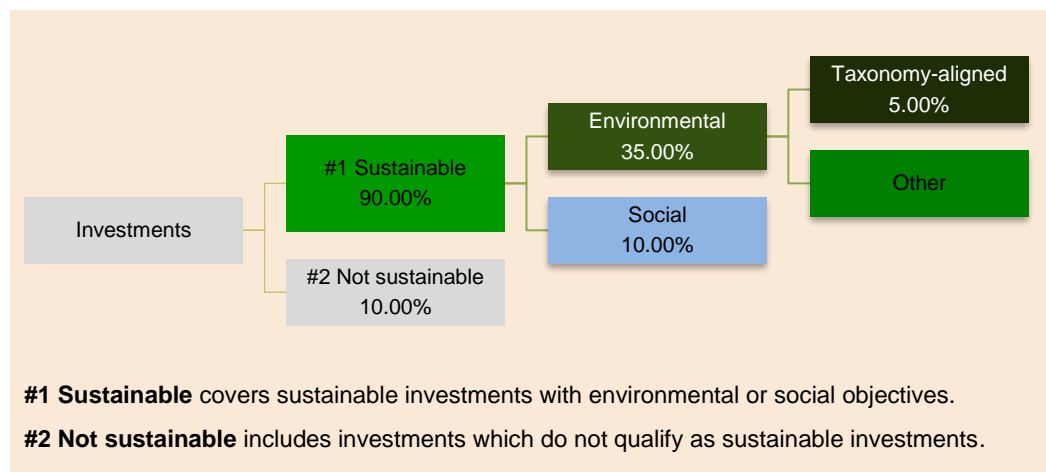 Investments
#1 Sustainable
90.00%
#2 Not sustainable
10.00%
Environmental
35.00%
Social
10.00%
Taxonomy-aligned
5.00%
Other
#1 Sustainable covers sustainable investments with environmental or social objectives.
#2 Not sustainable includes investments which do not qualify as sustainable investments.